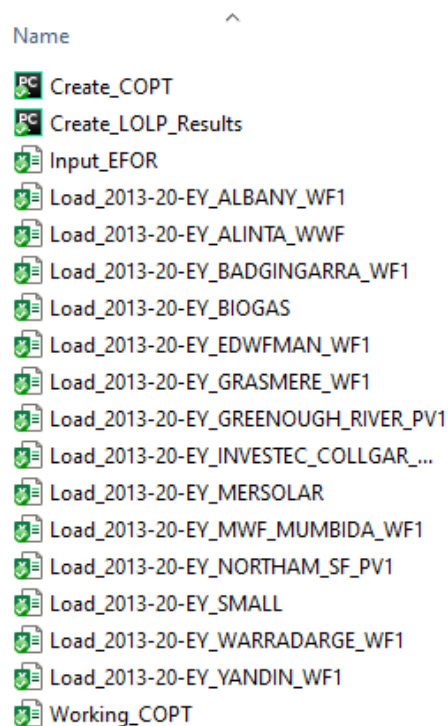 Name
Create_COPT
Create_LOLP_Results
Input_EFOR
Load_2013-20-EY_ALBANY_WF1
Load_2013-20-EY_ALINTA_WWF
Load_2013-20-EY_BADGINGARRA_WF1
Load_2013-20-EY_BIOGAS
Load_2013-20-EY_EDWFMAN_WF1
Load_2013-20-EY_GRASMERE_WF1
Load_2013-20-EY_GREENOUGH_RIVER_PV1
Load_2013-20-EY_INVESTEC_COLLGAR_...
Load_2013-20-EY_MERSOLAR
Load_2013-20-EY_MWF_MUMBIDA_WF1
Load_2013-20-EY_NORTHAM_SF_PV1
Load_2013-20-EY_SMALL
Load_2013-20-EY_WARRADARGE_WF1
Load_2013-20-EY_YANDIN_WF1
Working_COPT